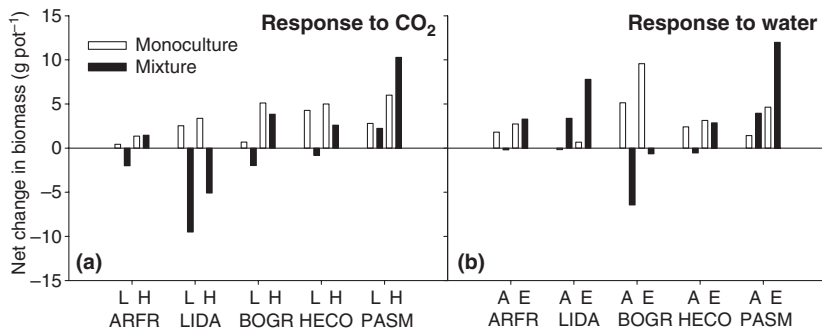 Net change in biomass (g pot⁻¹)
15
10
5
0
−5
−10
−15
Response to CO₂
Monoculture
Mixture
(a)
L H L H L H L H L H
ARFR LIDA BOGR HECO PASM
Response to water
(b)
A E A E A E A E A E
ARFR LIDA BOGR HECO PASM